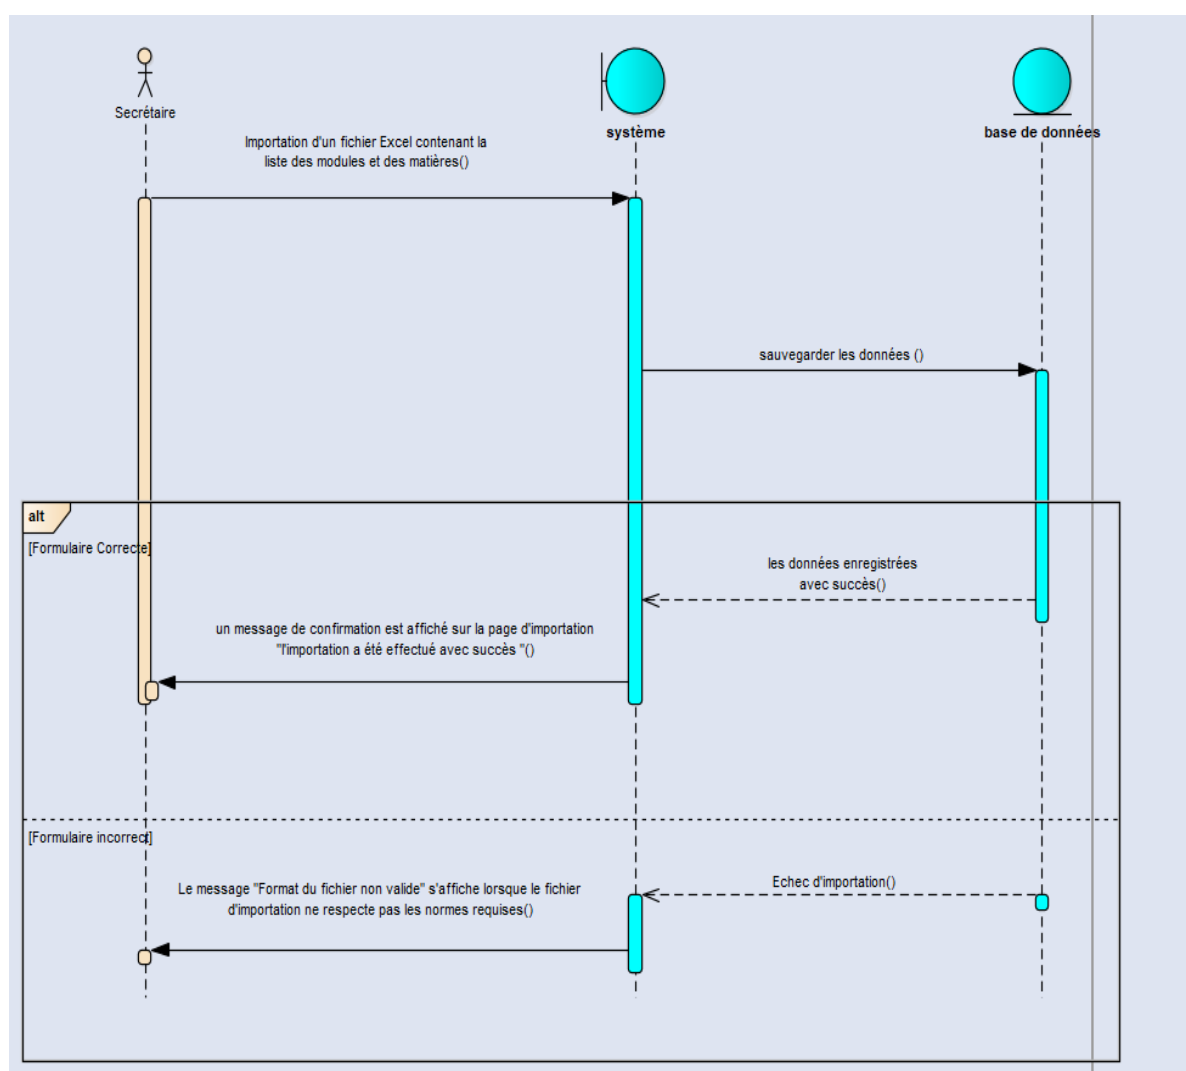 Secrétaire
système
base de données
Importation d'un fichier Excel contenant la
liste des modules et des matières()
sauvegarder les données ()
alt
[Formulaire Correcte]
les données enregistrées
avec succès()
un message de confirmation est affiché sur la page d'importation
"l'importation a été effectué avec succès "()
[Formulaire incorrect]
Echec d'importation()
Le message "Format du fichier non valide" s'affiche lorsque le fichier
d'importation ne respecte pas les normes requises()